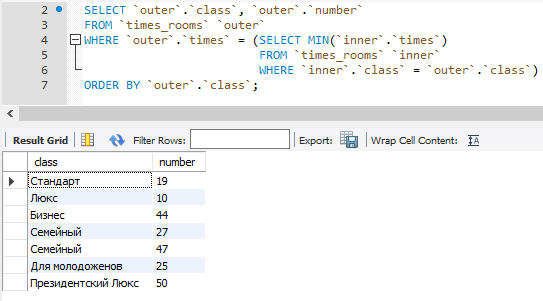 2 SELECT `outer`.`class`, `outer`.`number`
3 FROM `times_rooms` `outer`
4 WHERE `outer`.`times` = (SELECT MIN(`inner`.`times`)
5 FROM `times_rooms` `inner`
6 WHERE `inner`.`class` = `outer`.`class`)
7 ORDER BY `outer`.`class`;
Result Grid Filter Rows: Export: Wrap Cell Content: IA
class number
Стандарт 19
Люкс 10
Бизнес 44
Семейный 27
Семейный 47
Для молодоженов 25
Президентский Люкс 50